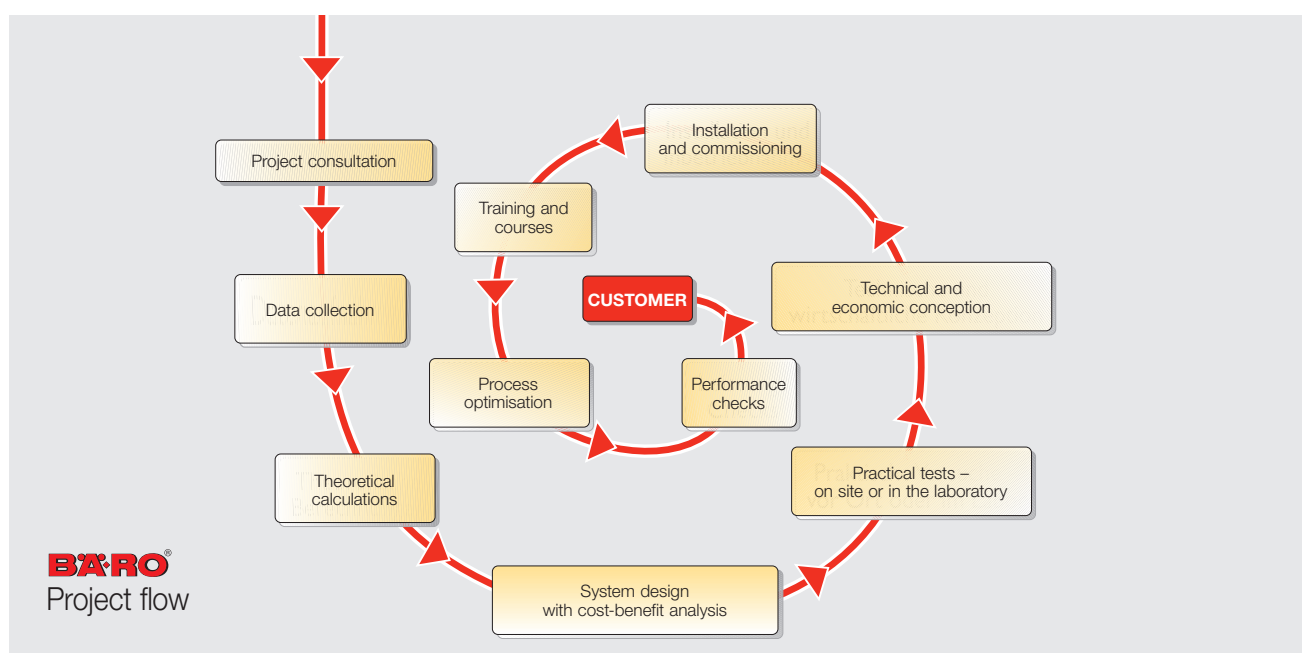 Project consultation
Data collection
Theoretical
calculations
System design
with cost-benefit analysis
Practical tests –
on site or in the laboratory
Technical and
economic conception
Installation
and commissioning
Training and
courses
Process
optimisation
Performance
checks
CUSTOMER
BÄRO®
Project flow